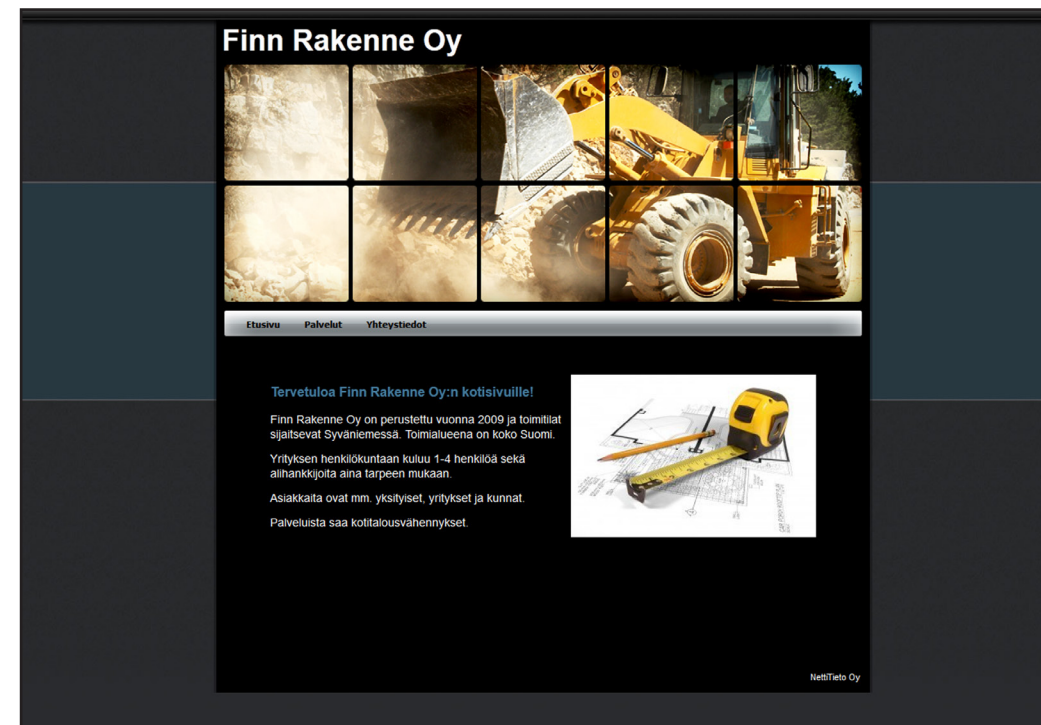 Finn Rakenne Oy
Etusivu Palvelut Yhteystiedot
Tervetuloa Finn Rakenne Oy:n kotisivuille!
Finn Rakenne Oy on perustettu vuonna 2009 ja toimitilat
sijaitsevat Syväniemessä. Toimialueena on koko Suomi.
Yrityksen henkilökuntaan kuluu 1-4 henkilöä sekä
alihankkijoita aina tarpeen mukaan.
Asiakkaita ovat mm. yksityiset, yritykset ja kunnat.
Palveluista saa kotitalousvähennykset.
NettiTieto Oy